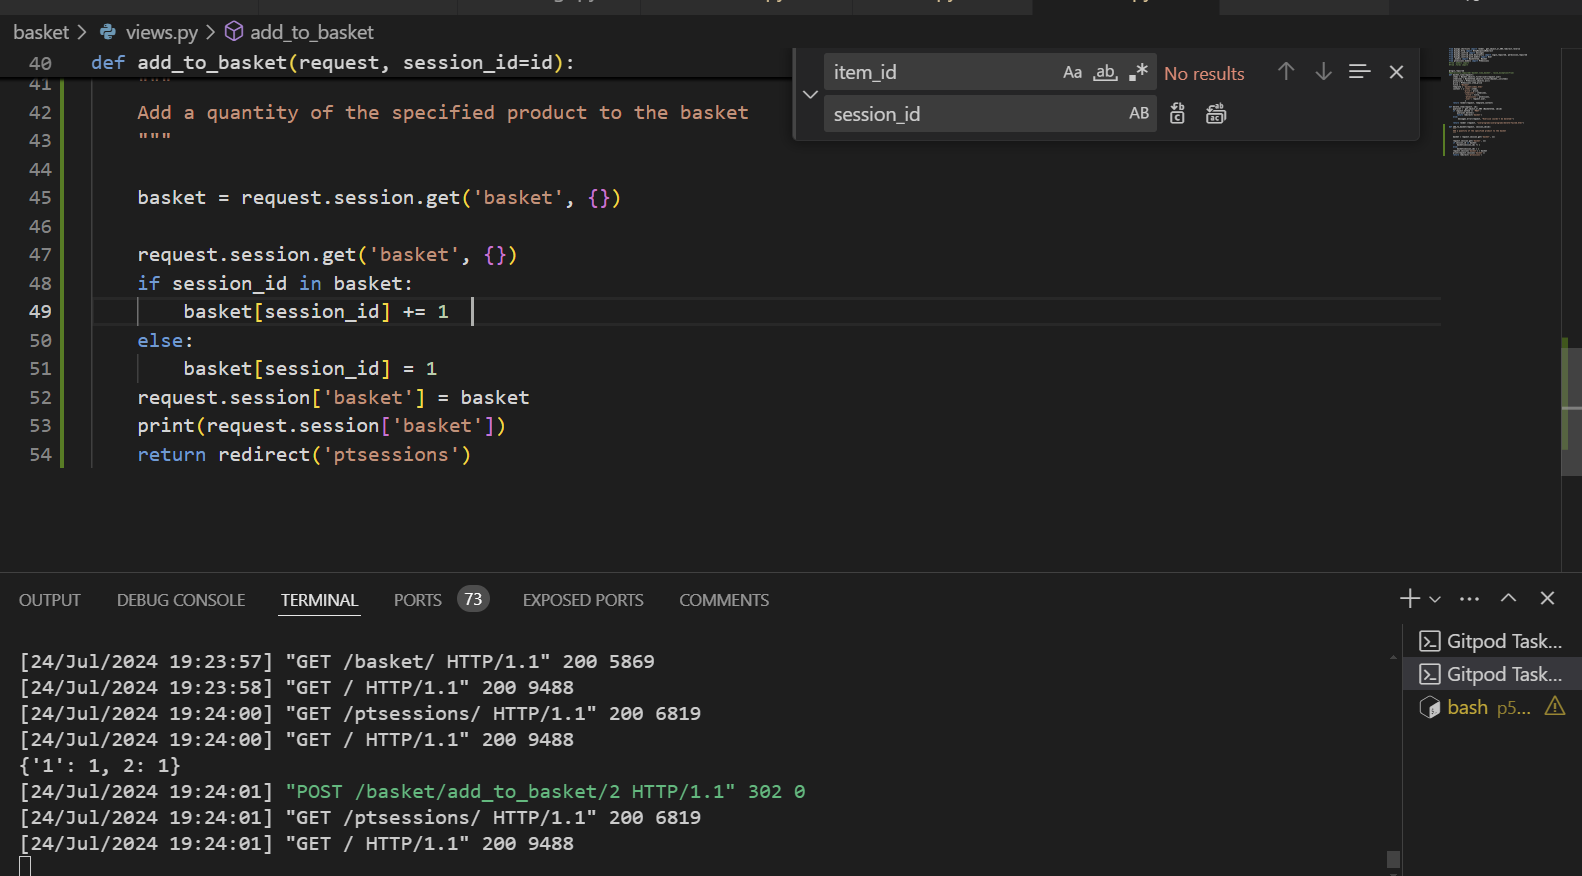 basket > views.py > add_to_basket
40 def add_to_basket(request, session_id=id):
item_id Aa ab .* No results
session_id AB
41 """
42 Add a quantity of the specified product to the basket
43 """
44
45 basket = request.session.get('basket', {})
46
47 request.session.get('basket', {})
48 if session_id in basket:
49 basket[session_id] += 1
50 else:
51 basket[session_id] = 1
52 request.session['basket'] = basket
53 print(request.session['basket'])
54 return redirect('ptsessions')
OUTPUT DEBUG CONSOLE TERMINAL PORTS 73 EXPOSED PORTS COMMENTS
[24/Jul/2024 19:23:57] "GET /basket/ HTTP/1.1" 200 5869
[24/Jul/2024 19:23:58] "GET / HTTP/1.1" 200 9488
[24/Jul/2024 19:24:00] "GET /ptsessions/ HTTP/1.1" 200 6819
[24/Jul/2024 19:24:00] "GET / HTTP/1.1" 200 9488
{'1': 1, 2: 1}
[24/Jul/2024 19:24:01] "POST /basket/add_to_basket/2 HTTP/1.1" 302 0
[24/Jul/2024 19:24:01] "GET /ptsessions/ HTTP/1.1" 200 6819
[24/Jul/2024 19:24:01] "GET / HTTP/1.1" 200 9488
Gitpod Task...
Gitpod Task...
bash p5...